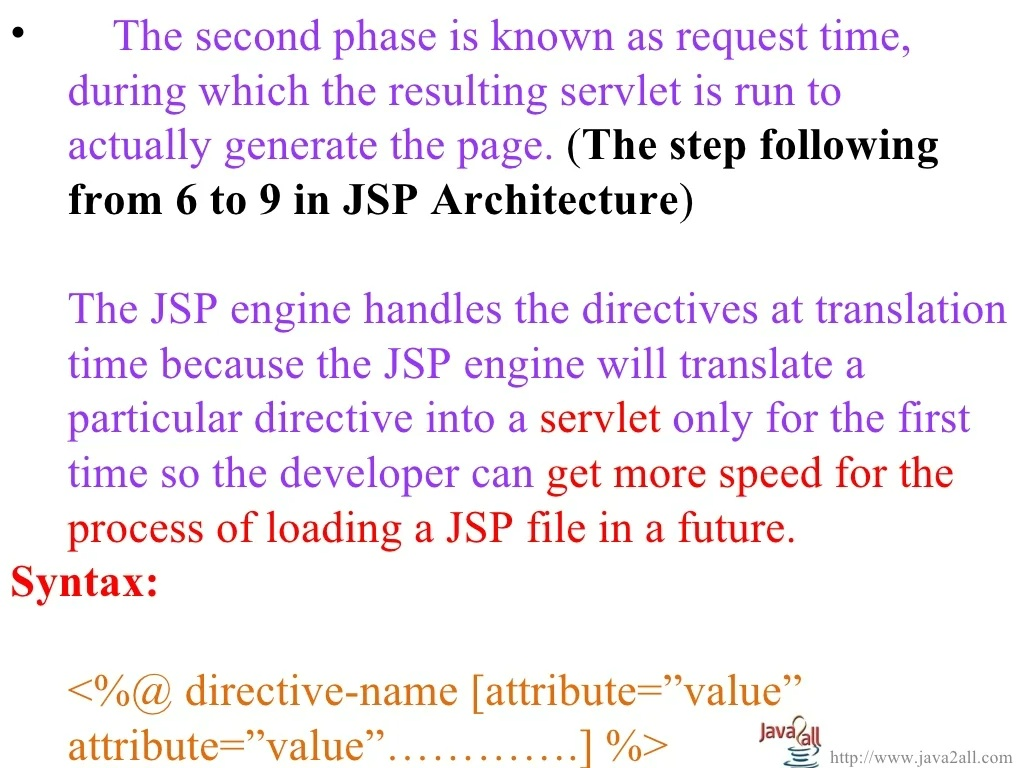 • The second phase is known as request time,
during which the resulting servlet is run to
actually generate the page. (The step following
from 6 to 9 in JSP Architecture)
The JSP engine handles the directives at translation
time because the JSP engine will translate a
particular directive into a servlet only for the first
time so the developer can get more speed for the
process of loading a JSP file in a future.
Syntax:
<%@ directive-name [attribute=”value”
attribute=”value”………….] %>
Java2all
http://www.java2all.com